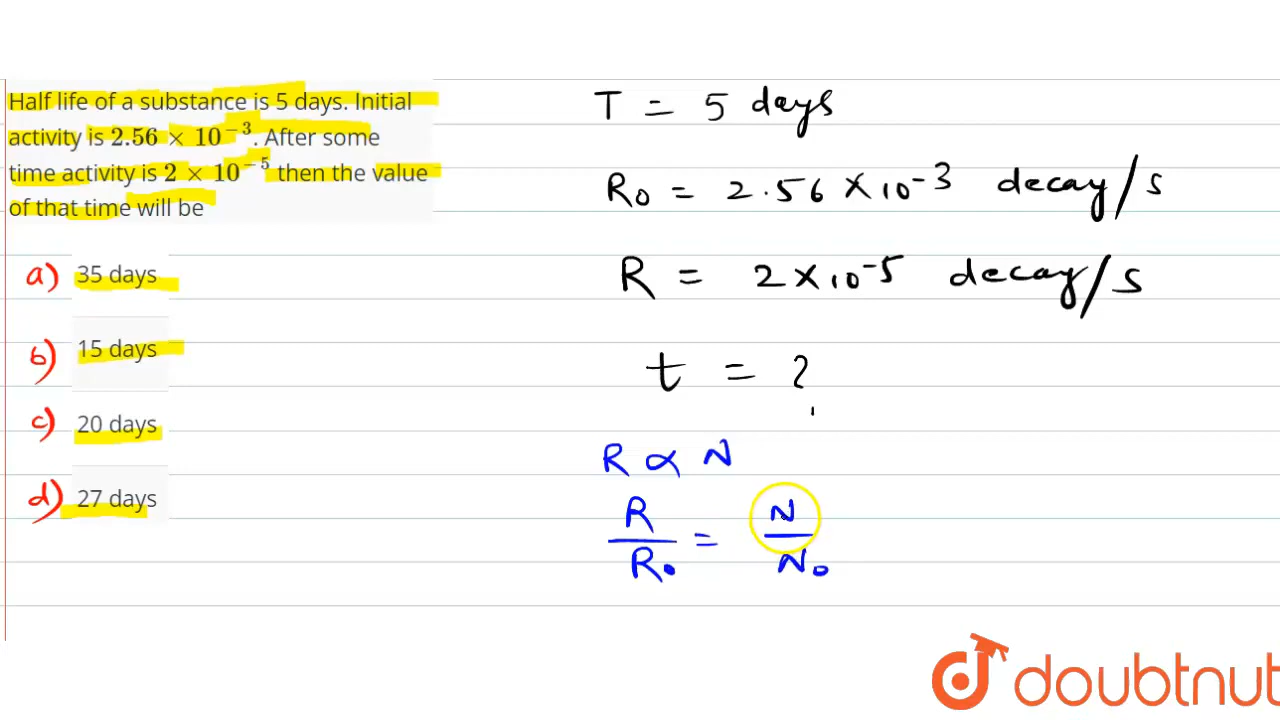 Half life of a substance is 5 days. Initial
activity is 2.56 × 10⁻³. After some
time activity is 2 × 10⁻⁵ then the value
of that time will be
a) 35 days
b) 15 days
c) 20 days
d) 27 days
T = 5 days
R₀ = 2.56 × 10⁻³ decay/s
R = 2 × 10⁻⁵ decay/s
t = ?
R ∝ N
R/R₀ = N/N₀
doubtnut